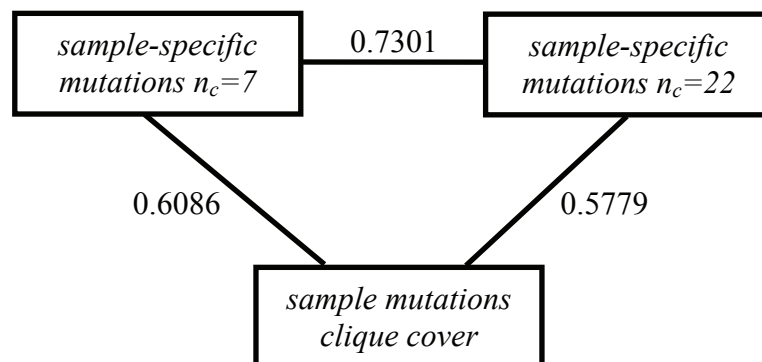 sample-specific
mutations n_c=7
0.7301
sample-specific
mutations n_c=22
0.6086
0.5779
sample mutations
clique cover